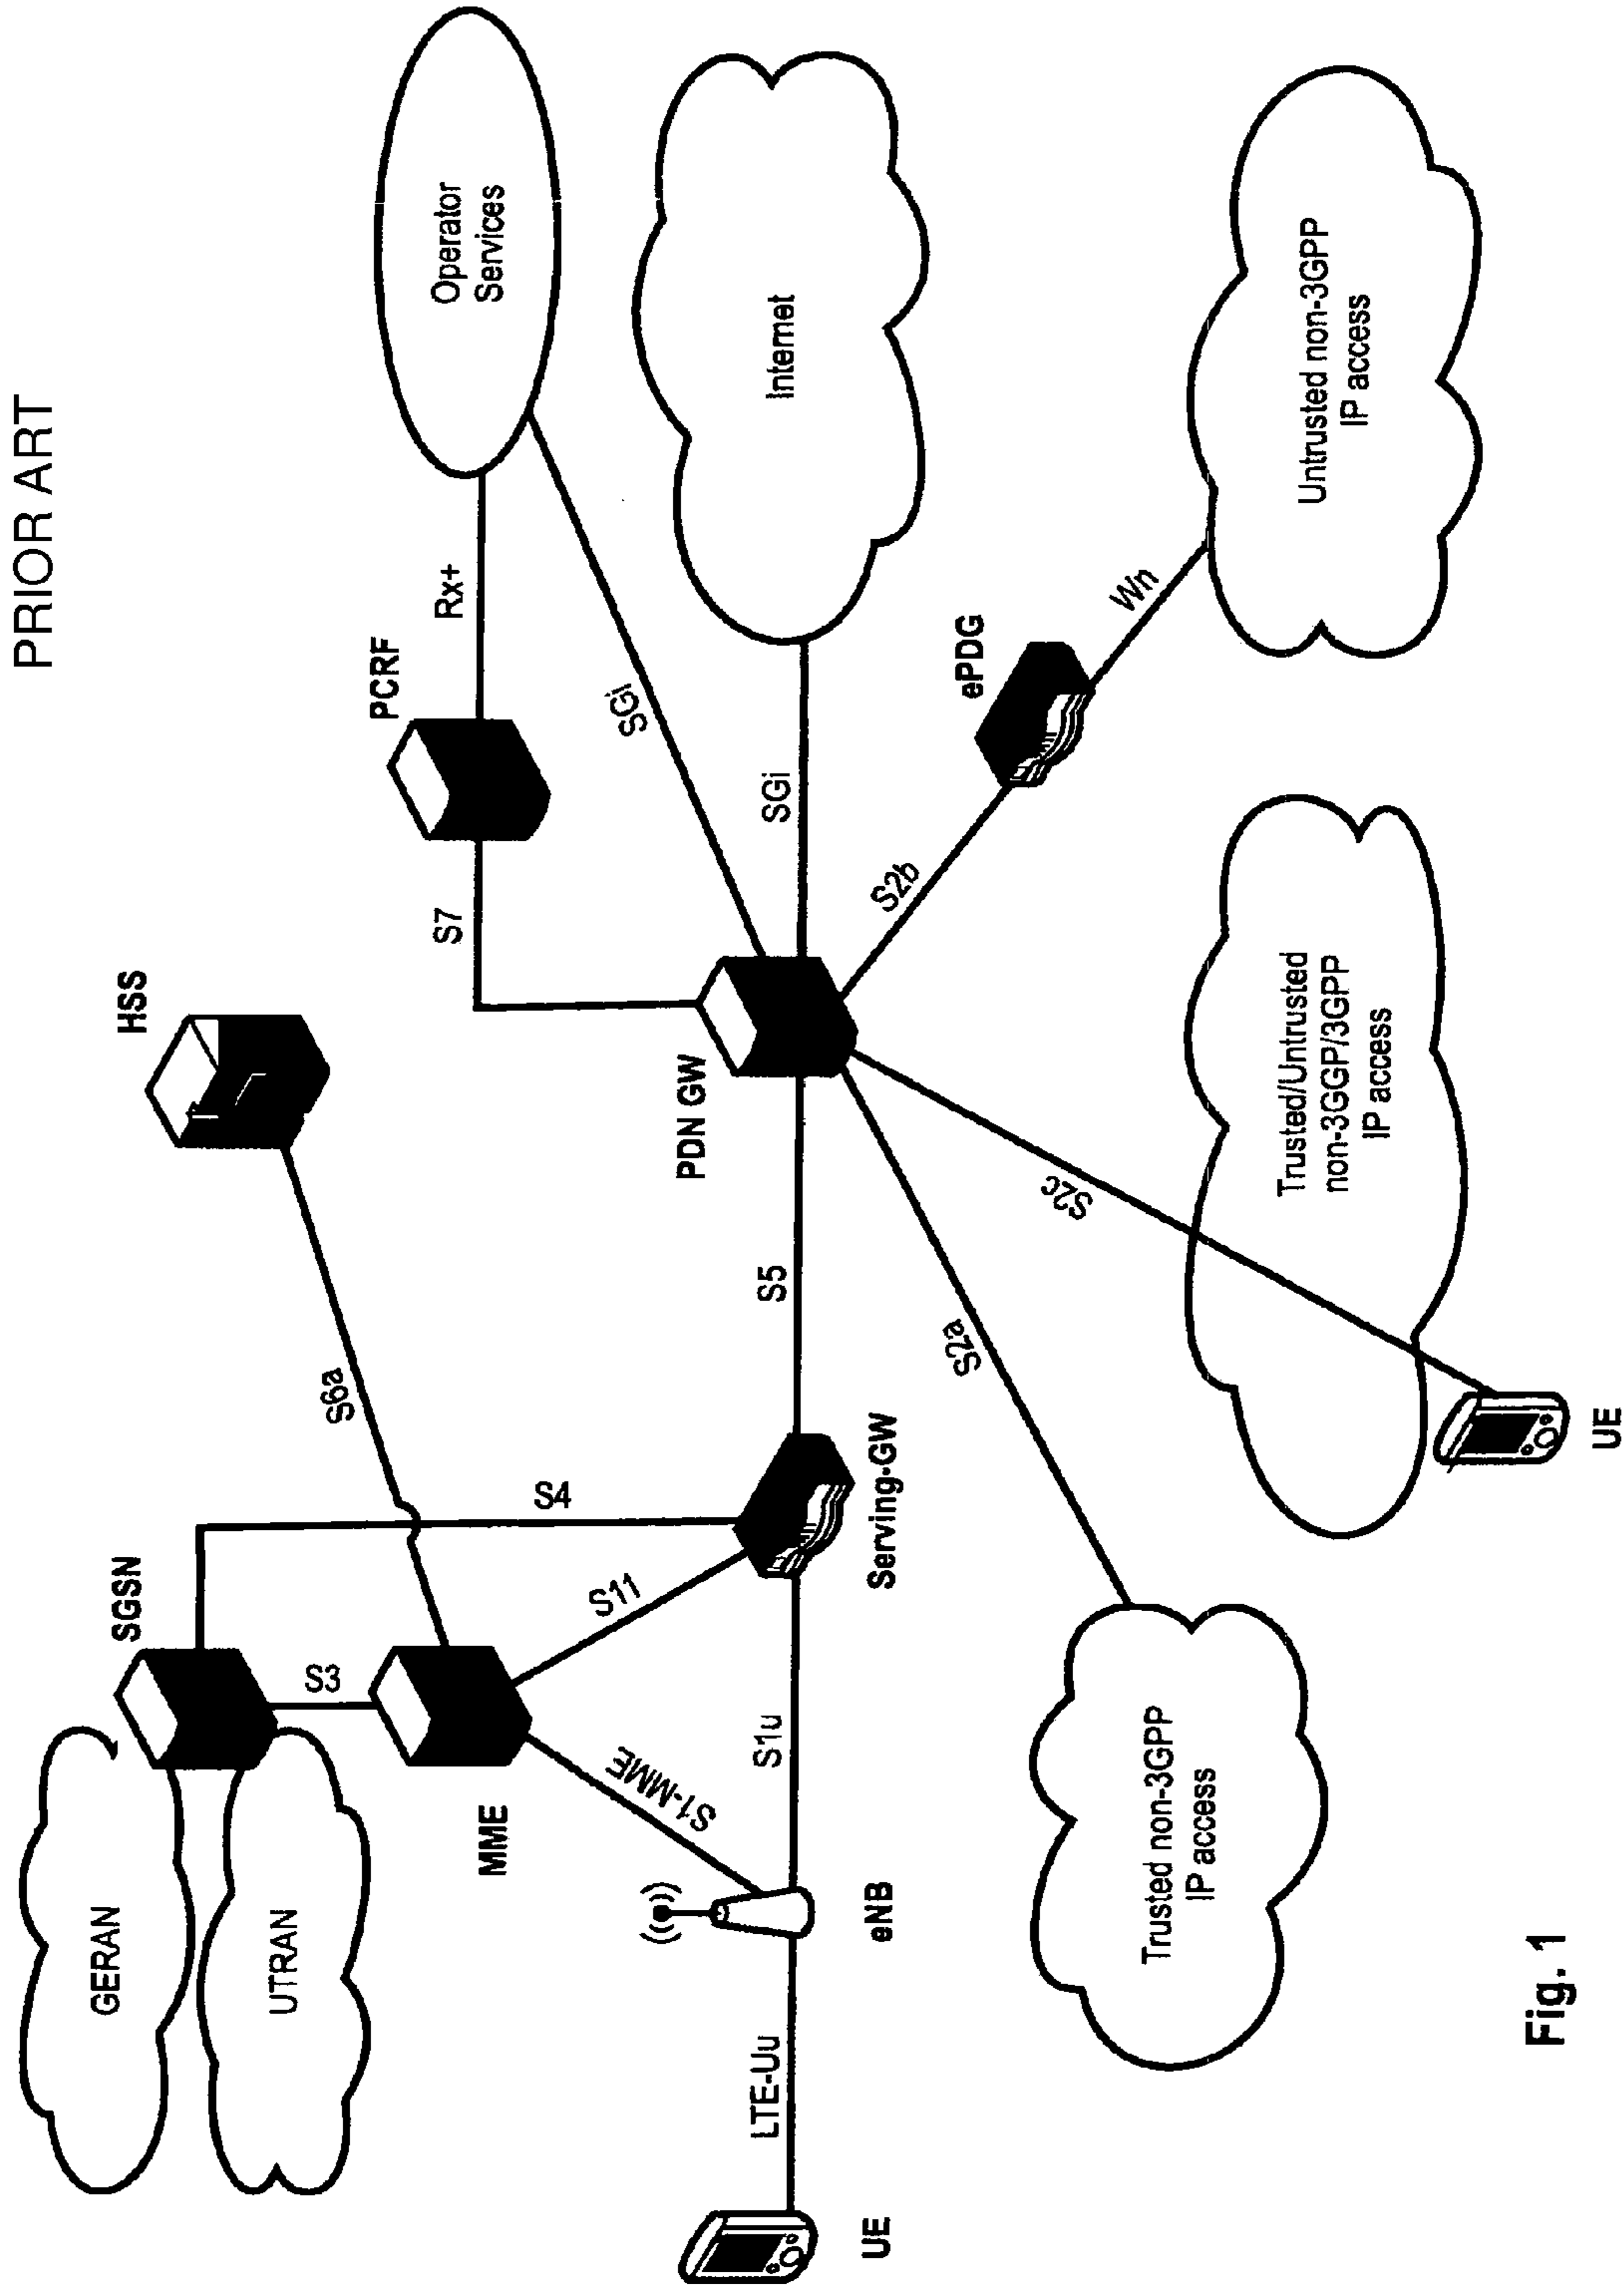 PRIOR ART
HSS
PCRF
Operator
Services
Rx+
S7
SGi
GERAN
SGSN
S6a
S3
S4
UTRAN
MME
S11
S1-MME
PDN GW
SGi
Internet
LTE-Uu
S1u
S5
UE
eNB
Serving-GW
S2b
ePDG
Wn
S2a
S2c
Trusted non-3GPP
IP access
Trusted/Untrusted
non-3GGP/3GPP
IP access
Untrusted non-3GPP
IP access
UE
Fig. 1